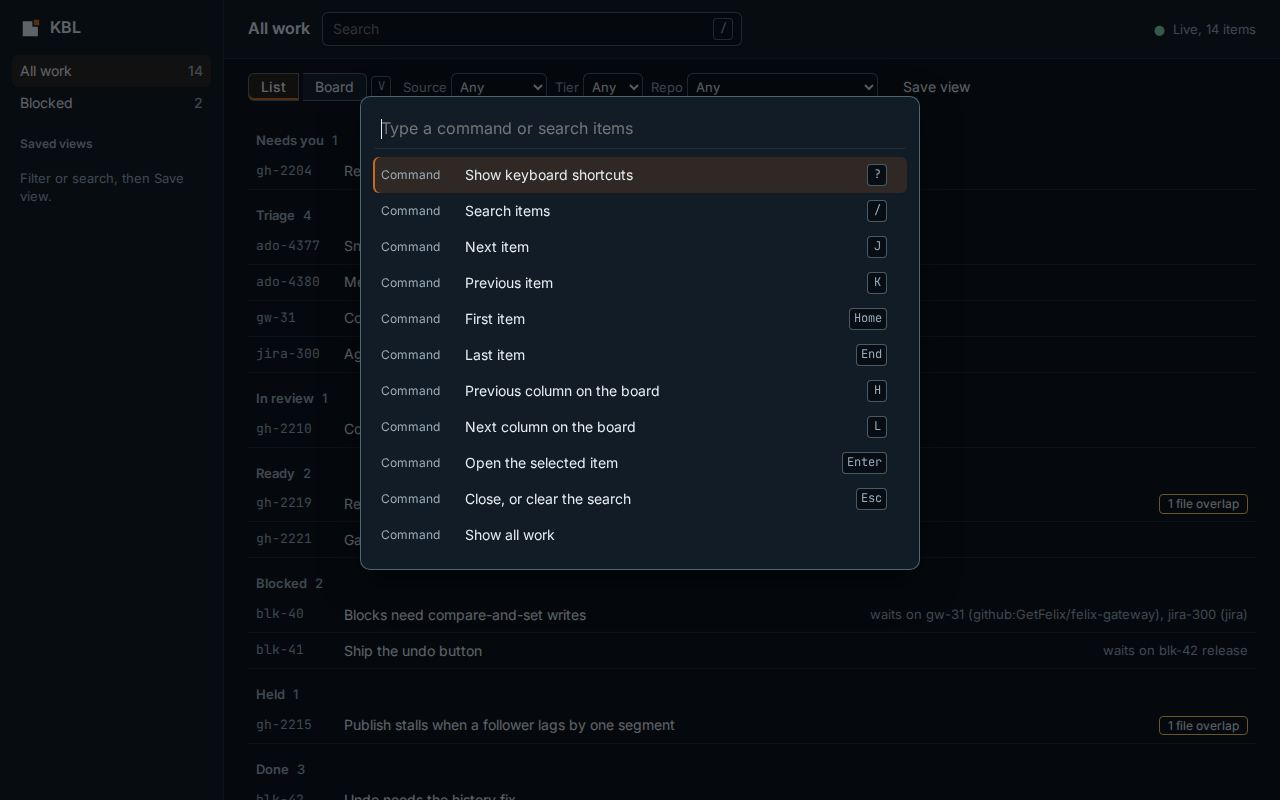 KBL
All work
Search
/
Live, 14 items
All work 14
Blocked 2
Saved views
Filter or search, then Save
view.
List Board V Source Any Tier Any Repo Any Save view
Type a command or search items
Command Show keyboard shortcuts ?
Command Search items /
Command Next item J
Command Previous item K
Command First item Home
Command Last item End
Command Previous column on the board H
Command Next column on the board L
Command Open the selected item Enter
Command Close, or clear the search Esc
Command Show all work
Needs you 1
gh-2204
Triage 4
ado-4377
ado-4380
gw-31
jira-300
In review 1
gh-2210
Ready 2
gh-2219 1 file overlap
gh-2221
Blocked 2
blk-40 Blocks need compare-and-set writes waits on gw-31 (github:GetFelix/felix-gateway), jira-300 (jira)
blk-41 Ship the undo button waits on blk-42 release
Held 1
gh-2215 Publish stalls when a follower lags by one segment 1 file overlap
Done 3
blk-42 Undo needs the history fix